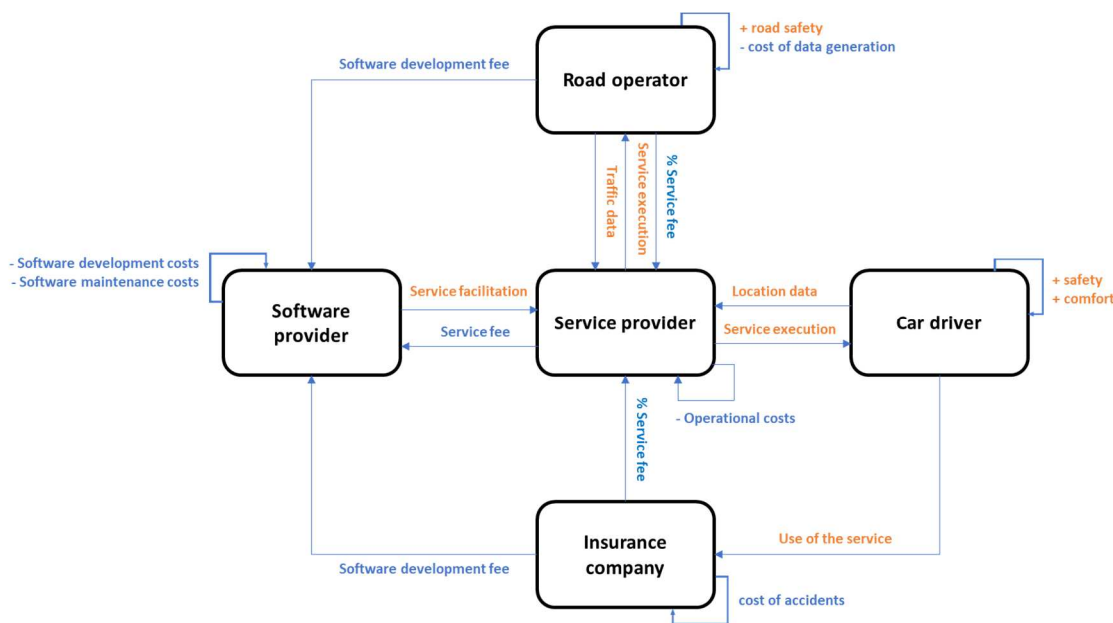 + road safety
- cost of data generation
Software development fee
Road operator
Traffic data
Service execution
% Service fee
- Software development costs
- Software maintenance costs
Software
provider
Service facilitation
Service fee
Service provider
Location data
Service execution
Car driver
+ safety
+ comfort
- Operational costs
% Service fee
Insurance
company
Use of the service
Software development fee
cost of accidents